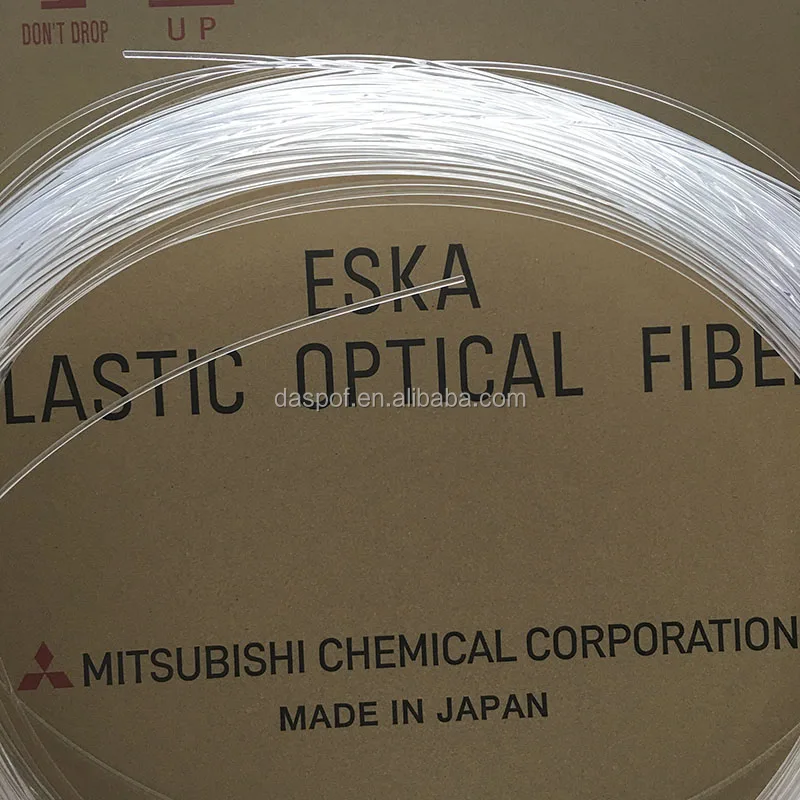 DON'T DROP
UP
ESKA
LASTIC OPTICAL FIBE
daspof.en.alibaba.com
MITSUBISHI CHEMICAL CORPORATION
MADE IN JAPAN